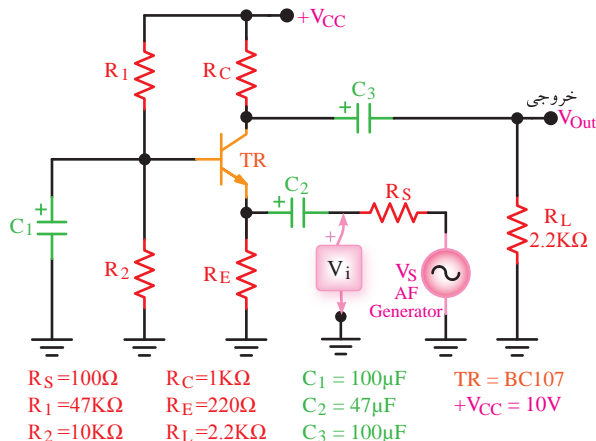 +VCC
R1
RC
C3
خروجی
VOut
TR
C2
RS
C1
+
+
+
+
R2
RE
Vi
VS
AF
Generator
RL
2.2KΩ
RS=100Ω
R1=47KΩ
R2=10KΩ
RC=1KΩ
RE=220Ω
RL=2.2KΩ
C1 = 100µF
C2 = 47µF
C3 = 100µF
TR = BC107
+VCC = 10V